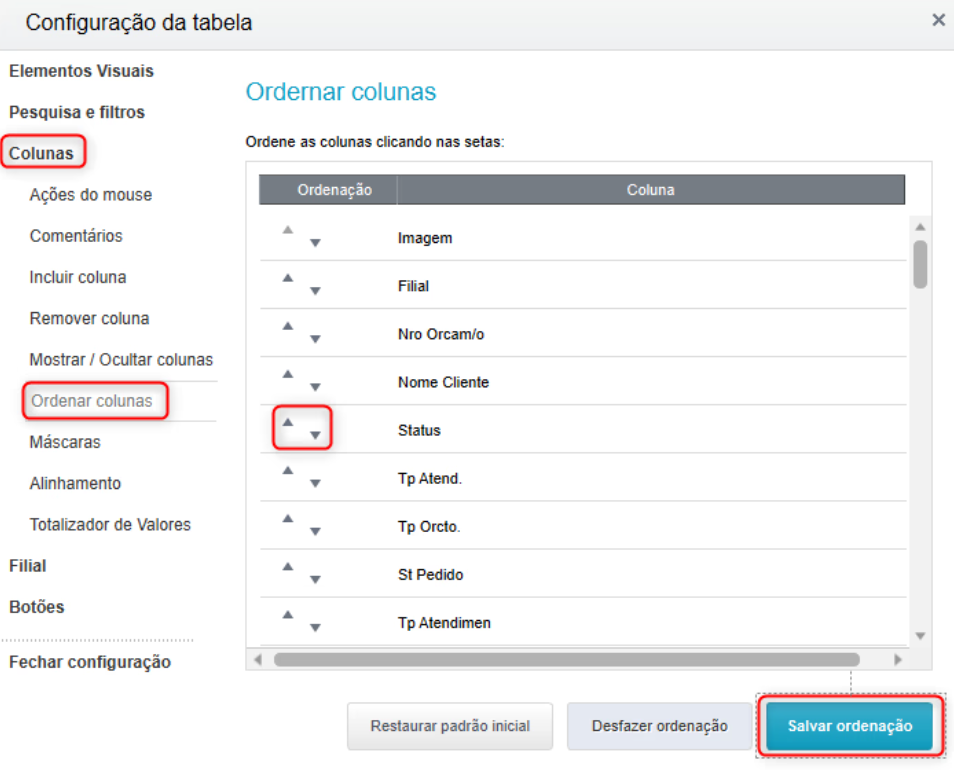 Configuração da tabela
×
Elementos Visuais
Pesquisa e filtros
Colunas
Ações do mouse
Comentários
Incluir coluna
Remover coluna
Mostrar / Ocultar colunas
Ordenar colunas
Máscaras
Alinhamento
Totalizador de Valores
Filial
Botões
Fechar configuração
Ordernar colunas
Ordene as colunas clicando nas setas:
Ordenação Coluna
Imagem
Filial
Nro Orcam/o
Nome Cliente
Status
Tp Atend.
Tp Orcto.
St Pedido
Tp Atendimen
Restaurar padrão inicial Desfazer ordenação Salvar ordenação